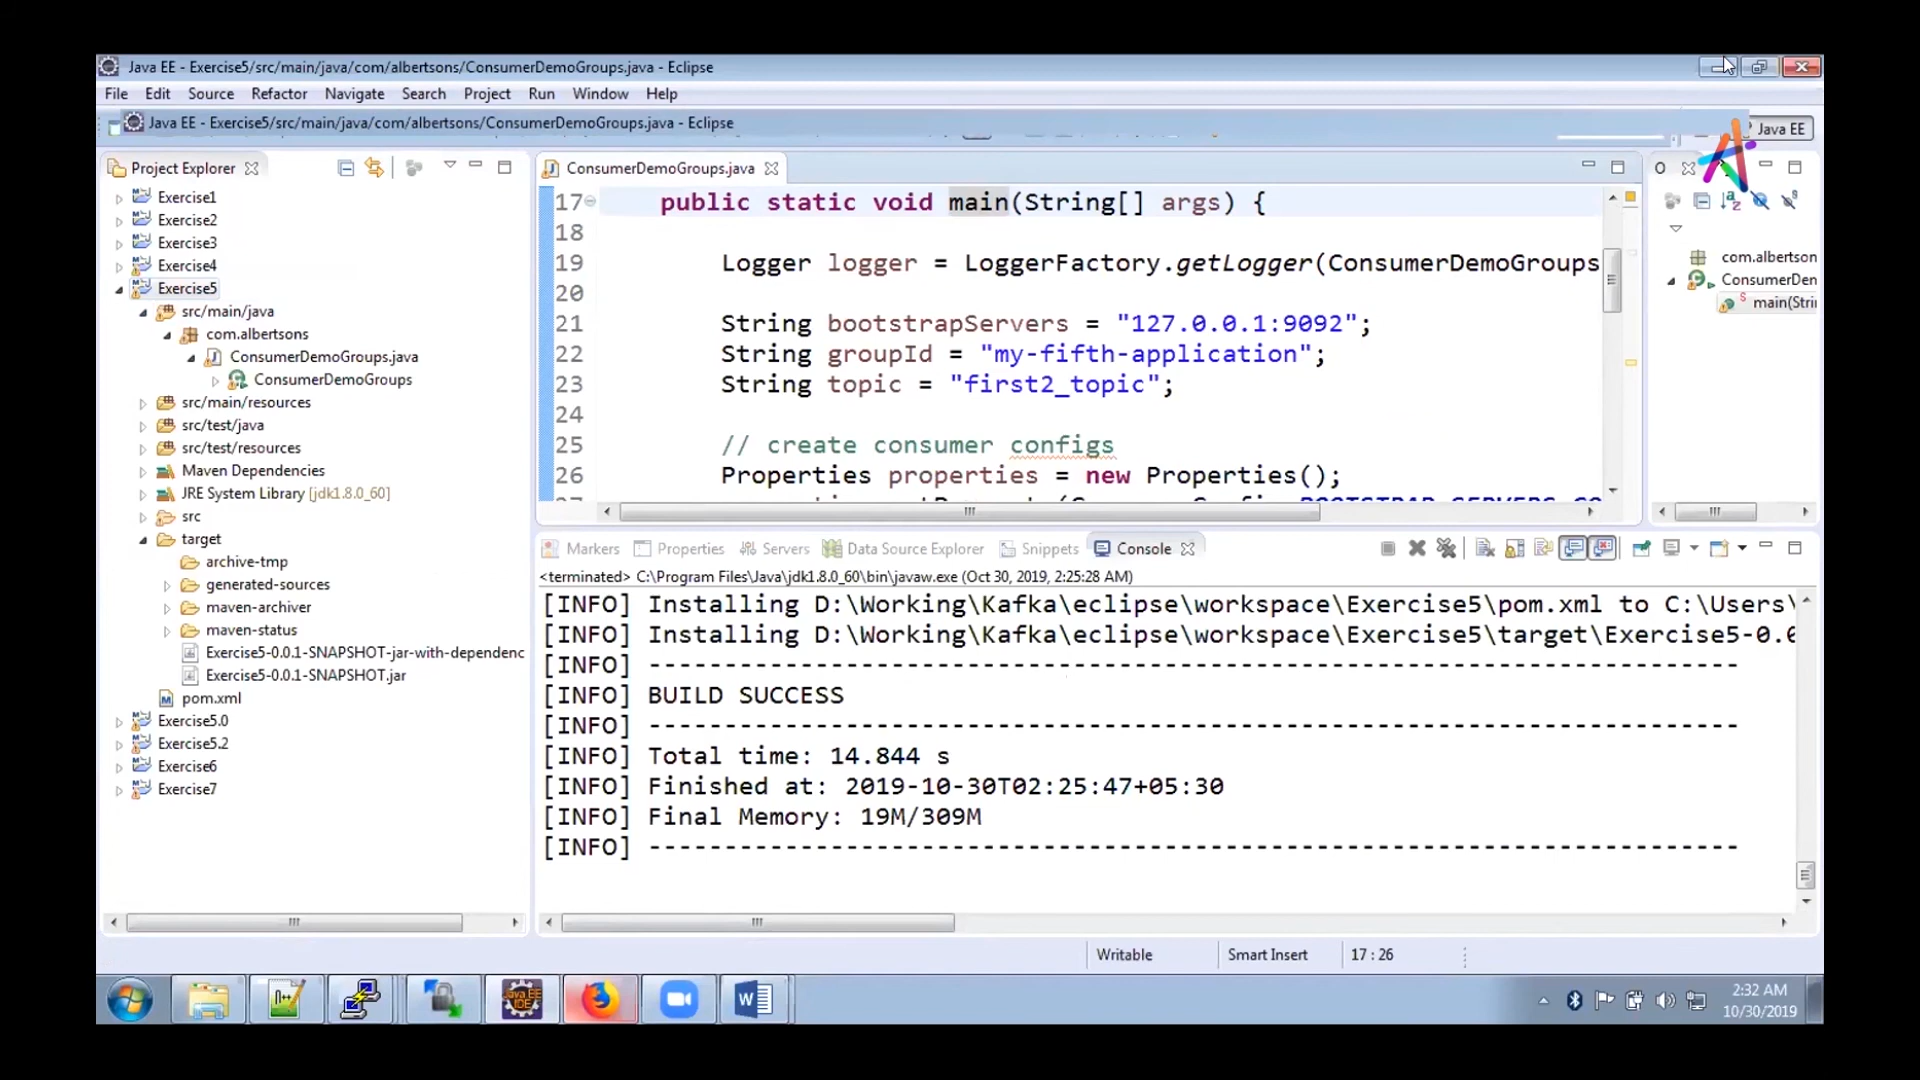 Java EE - Exercise5/src/main/java/com/albertsons/ConsumerDemoGroups.java - Eclipse
File Edit Source Refactor Navigate Search Project Run Window Help
Java EE - Exercise5/src/main/java/com/albertsons/ConsumerDemoGroups.java - Eclipse
Java EE
Project Explorer
Exercise1
Exercise2
Exercise3
Exercise4
Exercise5
src/main/java
com.albertsons
ConsumerDemoGroups.java
ConsumerDemoGroups
src/main/resources
src/test/java
src/test/resources
Maven Dependencies
JRE System Library [jdk1.8.0_60]
src
target
archive-tmp
generated-sources
maven-archiver
maven-status
Exercise5-0.0.1-SNAPSHOT-jar-with-dependenc
Exercise5-0.0.1-SNAPSHOT.jar
pom.xml
Exercise5.0
Exercise5.2
Exercise6
Exercise7
ConsumerDemoGroups.java
17 public static void main(String[] args) {
18
19 Logger logger = LoggerFactory.getLogger(ConsumerDemoGroups
20
21 String bootstrapServers = "127.0.0.1:9092";
22 String groupId = "my-fifth-application";
23 String topic = "first2_topic";
24
25 // create consumer configs
26 Properties properties = new Properties();
O
com.albertson
ConsumerDen
main(Stri
Markers Properties Servers Data Source Explorer Snippets Console
<terminated> C:\Program Files\Java\jdk1.8.0_60\bin\javaw.exe (Oct 30, 2019, 2:25:28 AM)
[INFO] Installing D:\Working\Kafka\eclipse\workspace\Exercise5\pom.xml to C:\Users\
[INFO] Installing D:\Working\Kafka\eclipse\workspace\Exercise5\target\Exercise5-0.0
[INFO] ------------------------------------------------------------------------
[INFO] BUILD SUCCESS
[INFO] ------------------------------------------------------------------------
[INFO] Total time: 14.844 s
[INFO] Finished at: 2019-10-30T02:25:47+05:30
[INFO] Final Memory: 19M/309M
[INFO] ------------------------------------------------------------------------
Writable Smart Insert 17 : 26
2:32 AM
10/30/2019